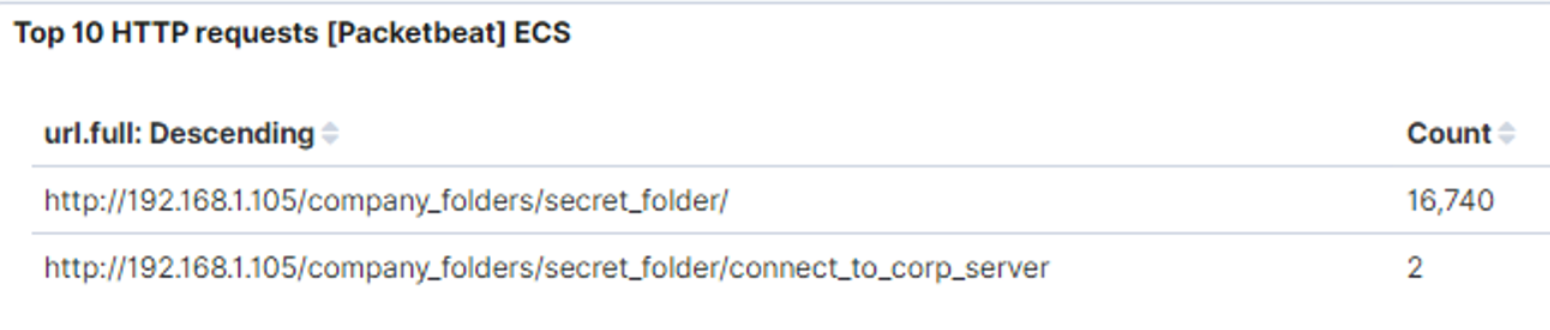 Top 10 HTTP requests [Packetbeat] ECS
url.full: Descending Count
http://192.168.1.105/company_folders/secret_folder/ 16,740
http://192.168.1.105/company_folders/secret_folder/connect_to_corp_server 2